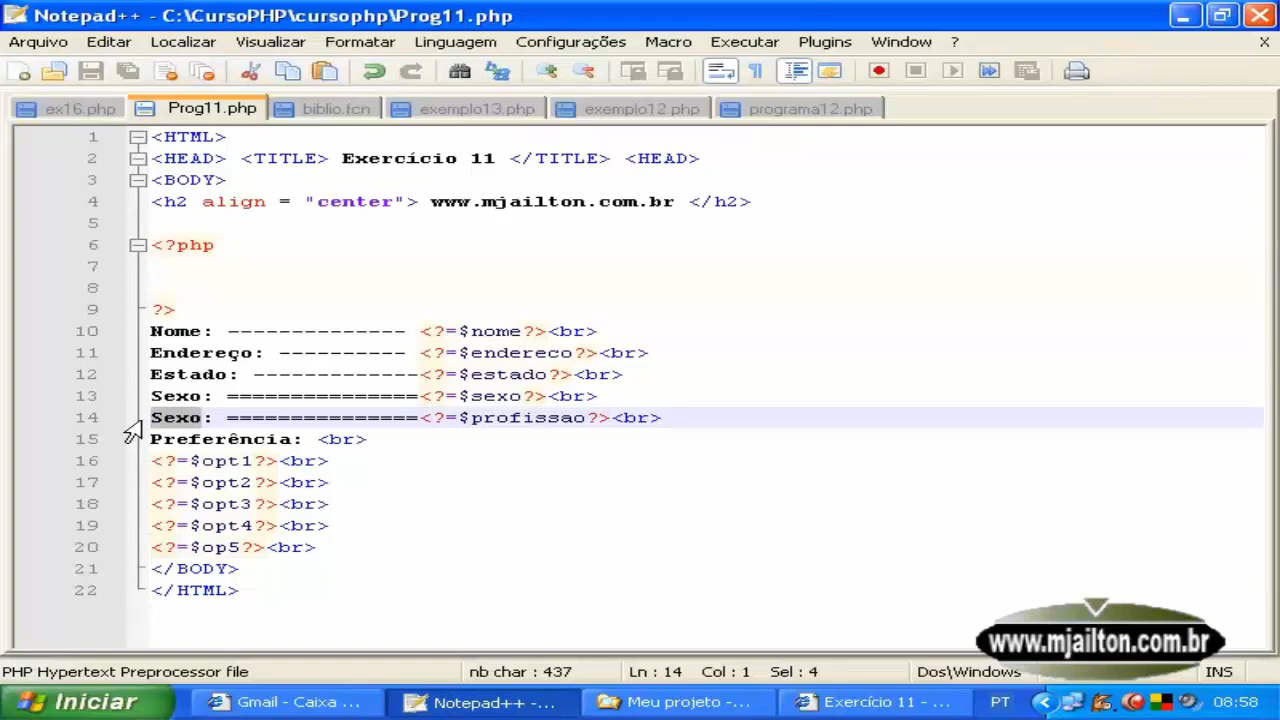 Notepad++ - C:\CursoPHP\cursophp\Prog11.php
Arquivo Editar Localizar Visualizar Formatar Linguagem Configurações Macro Executar Plugins Window ? X
ex16.php Prog11.php biblio.fcn exemplo13.php exemplo12.php programa12.php
1 <HTML>
2 <HEAD> <TITLE> Exercício 11 </TITLE> <HEAD>
3 <BODY>
4 <h2 align = "center"> www.mjailton.com.br </h2>
5
6 <?php
7
8
9 ?>
10 Nome: -------------- <?=$nome?><br>
11 Endereço: ---------- <?=$endereco?><br>
12 Estado: -------------<?=$estado?><br>
13 Sexo: ===============<?=$sexo?><br>
14 Sexo: ===============<?=$profissao?><br>
15 Preferência: <br>
16 <?=$opt1?><br>
17 <?=$opt2?><br>
18 <?=$opt3?><br>
19 <?=$opt4?><br>
20 <?=$op5?><br>
21 </BODY>
22 </HTML>
www.mjailton.com.br
PHP Hypertext Preprocessor file nb char : 437 Ln : 14 Col : 1 Sel : 4 Dos\Windows INS
Iniciar Gmail - Caixa ... Notepad++ -... Meu projeto -... Exercício 11 - ... PT 08:58